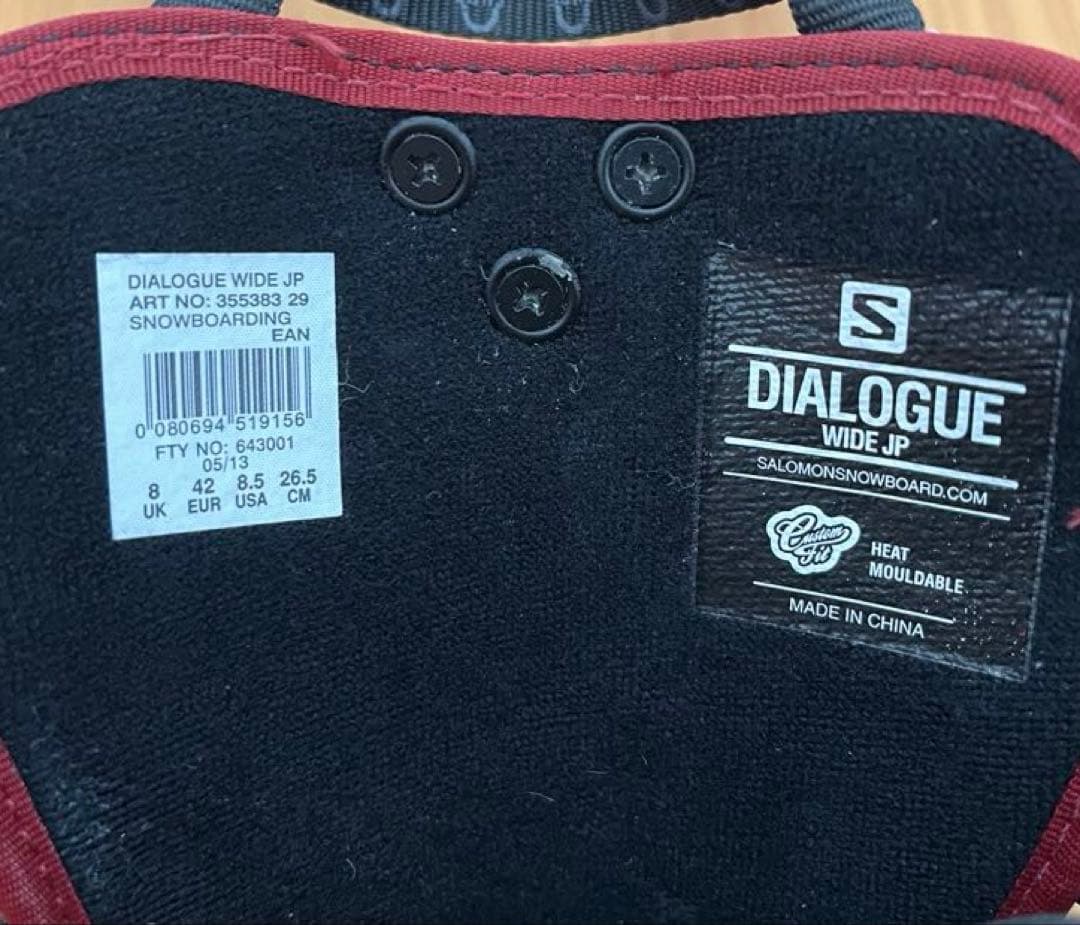 DIALOGUE WIDE JP
ART NO: 355383 29
SNOWBOARDING
EAN
0 080694 519156
FTY NO: 643001
05/13
8 42 8.5 26.5
UK EUR USA CM
S
DIALOGUE
WIDE JP
SALOMONSNOWBOARD.COM
Custom
Fit
HEAT
MOULDABLE
MADE IN CHINA